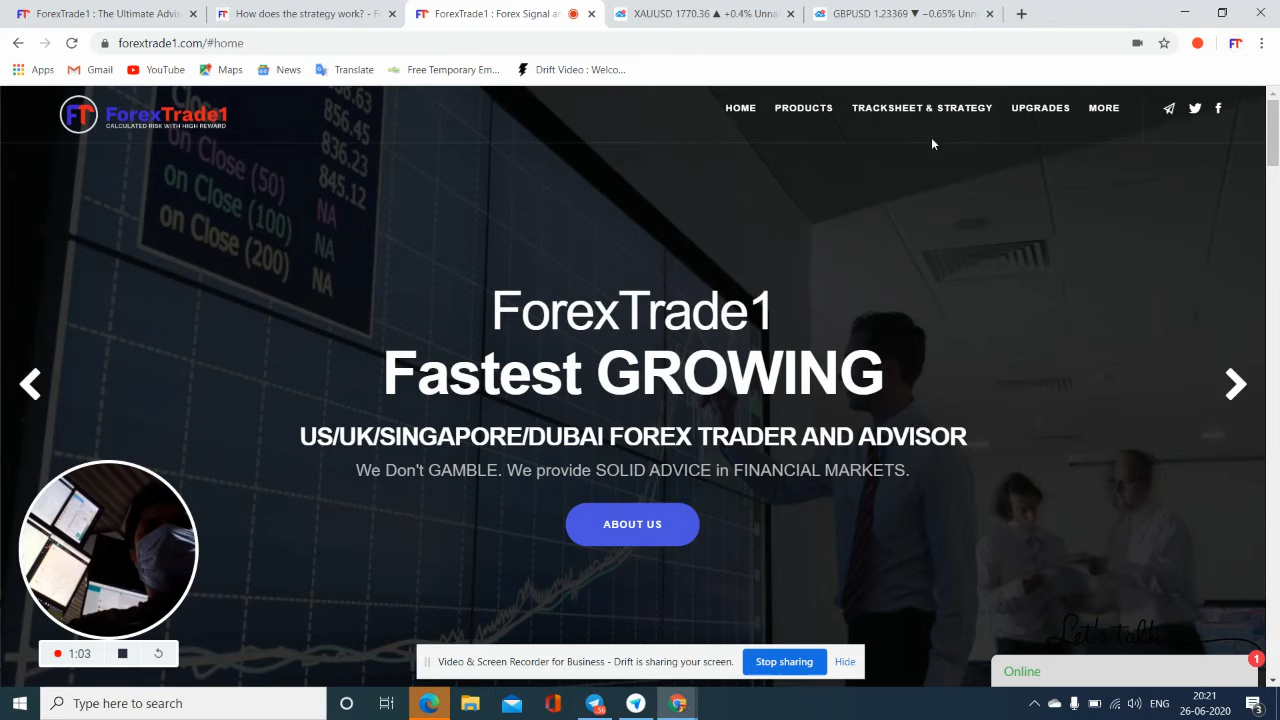 ForexTrade1: The Ultimate Advis
How does the strategy work? - Fo
ForexTrade1 : Forex Signal an
XAUUSD 1770.36 ▲ +0.4% Unna
GBPUSD 1.23369 ▼ −0.65% Unn
forextrade1.com/#home
Apps
Gmail
YouTube
Maps
News
Translate
Free Temporary Em...
Drift Video : Welco...
FT ForexTrade1
CALCULATED RISK WITH HIGH REWARD
HOME PRODUCTS TRACKSHEET & STRATEGY UPGRADES MORE
856.45
836.23
845.12
on Close (50) NA
on Close (100) NA
on Close (200) NA
ForexTrade1
Fastest GROWING
US/UK/SINGAPORE/DUBAI FOREX TRADER AND ADVISOR
We Don't GAMBLE. We provide SOLID ADVICE in FINANCIAL MARKETS.
ABOUT US
Let's talk
1:03
Video & Screen Recorder for Business - Drift is sharing your screen.
Stop sharing
Hide
Online
1
Type here to search
56
ENG
20:21
26-06-2020
3